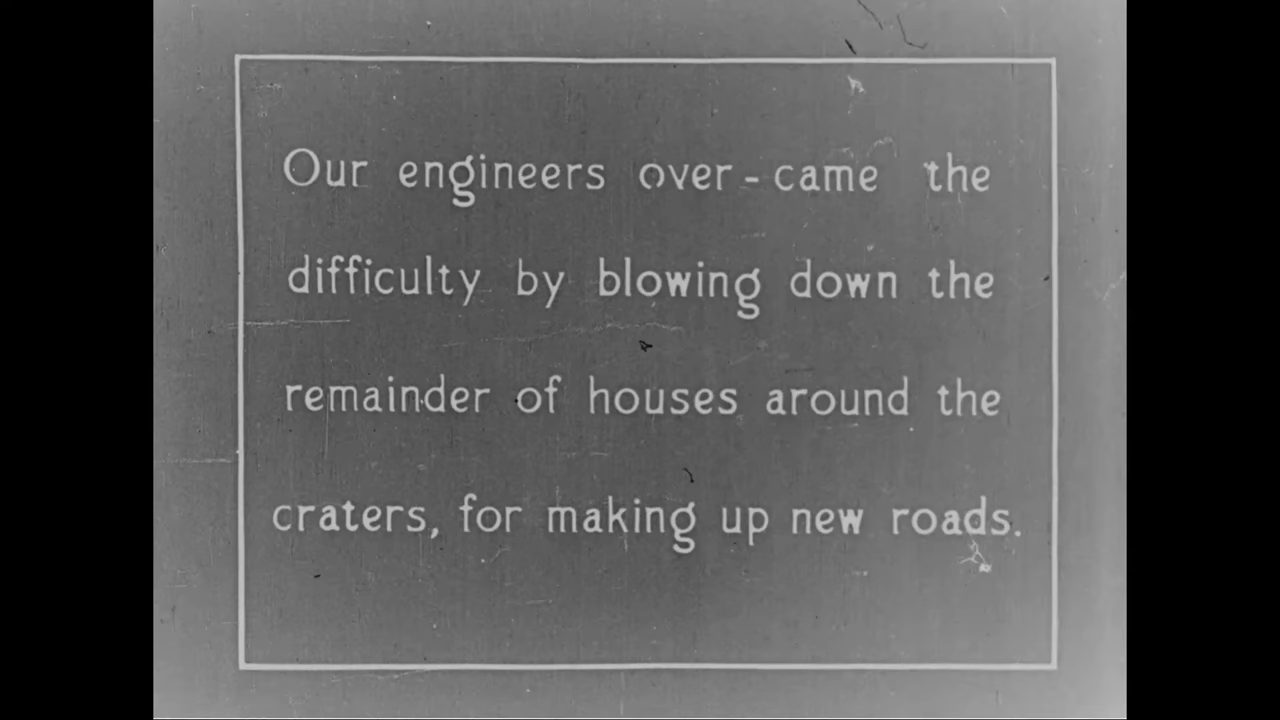 Our engineers over-came the
difficulty by blowing down the
remainder of houses around the
craters, for making up new roads.